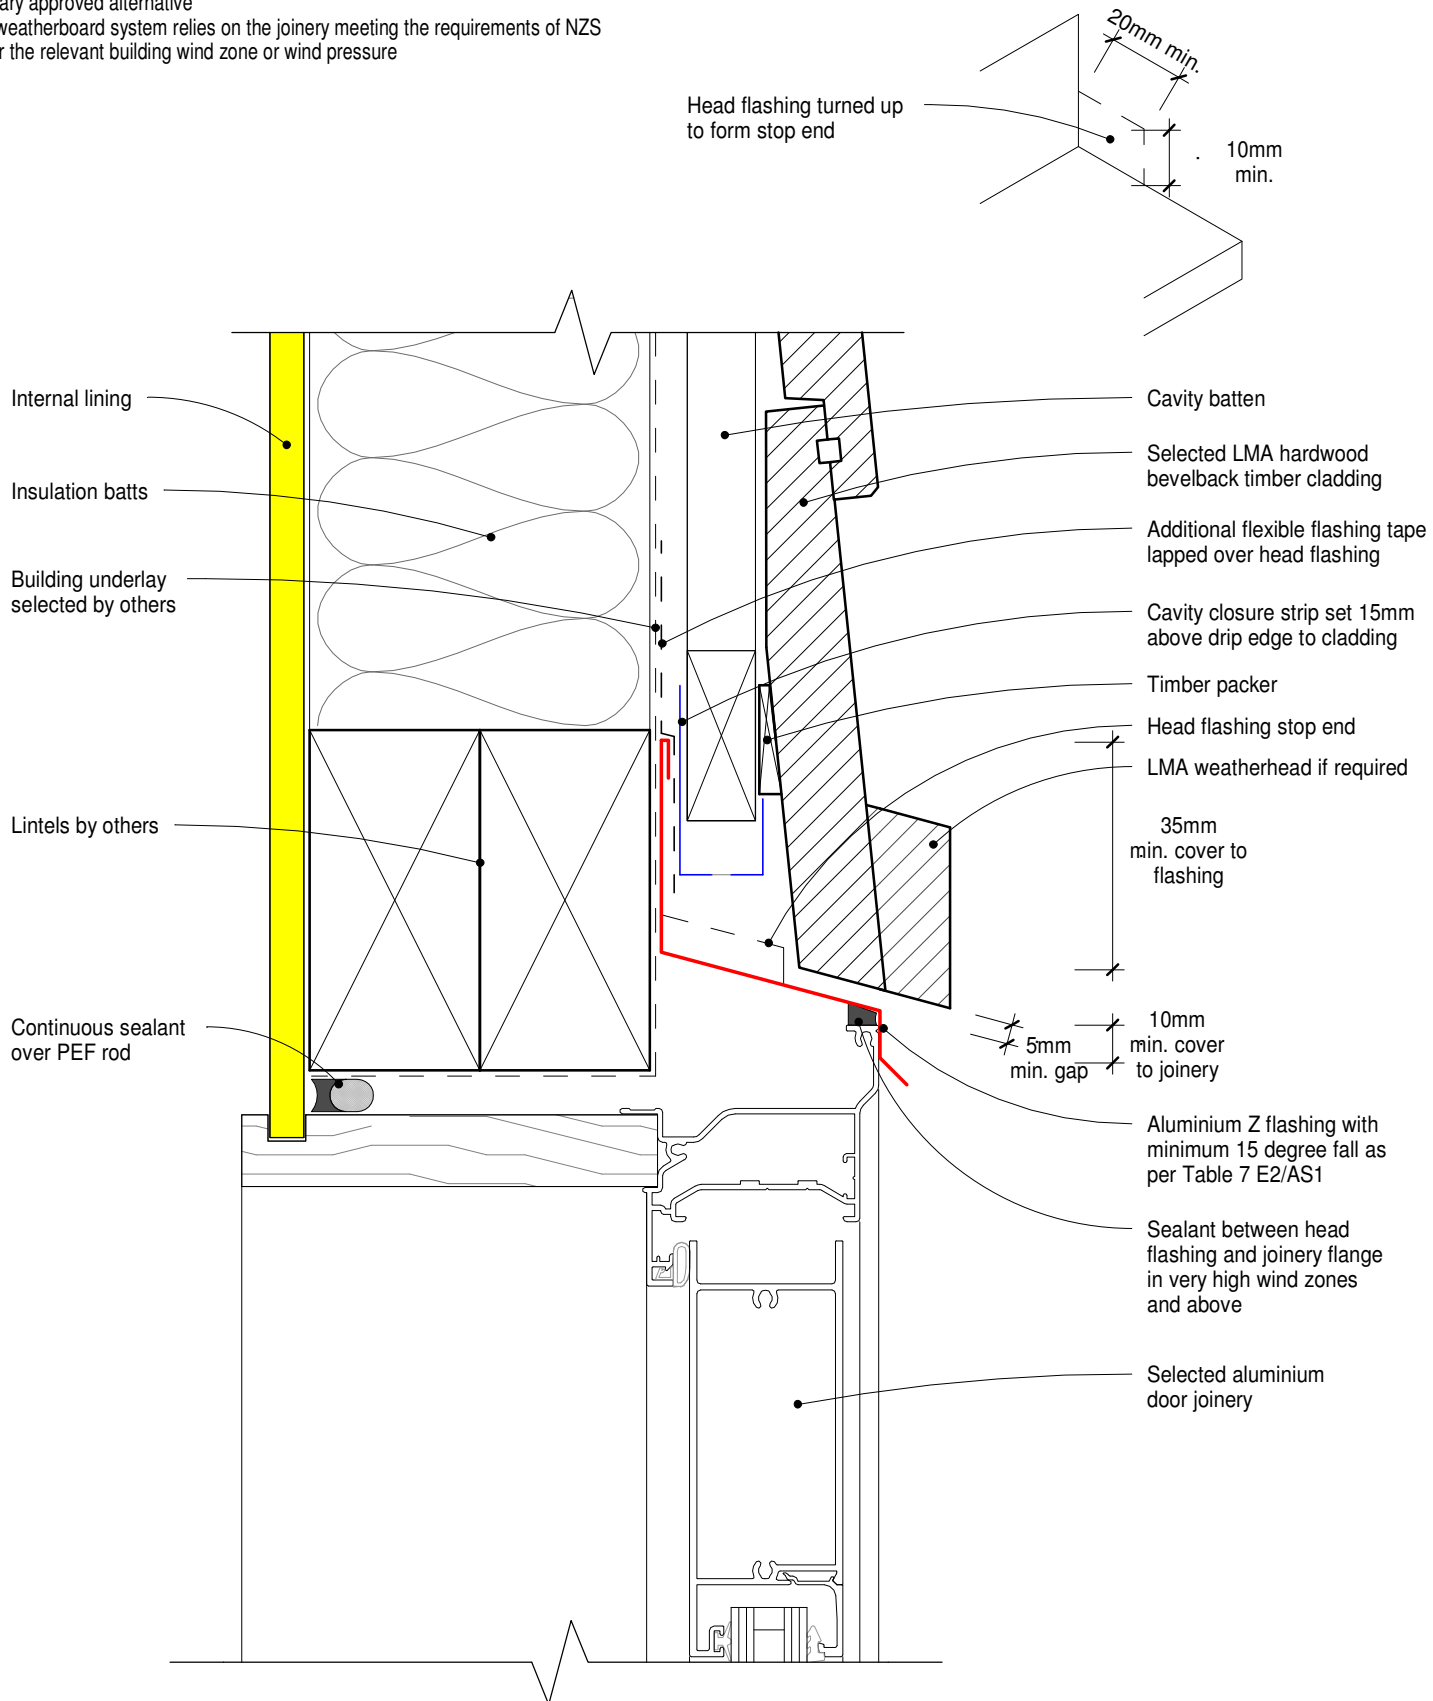 approved alternative
weatherboard system relies on the joinery meeting the requirements of NZS
the relevant building wind zone or wind pressure
20mm min.
Head flashing turned up
to form stop end
10mm
min.
Internal lining
Insulation batts
Building underlay
selected by others
Lintels by others
Continuous sealant
over PEF rod
Cavity batten
Selected LMA hardwood
bevelback timber cladding
Additional flexible flashing tape
lapped over head flashing
Cavity closure strip set 15mm
above drip edge to cladding
Timber packer
Head flashing stop end
LMA weatherhead if required
35mm
min. cover to
flashing
10mm
min. cover
to joinery
5mm
min. gap
Aluminium Z flashing with
minimum 15 degree fall as
per Table 7 E2/AS1
Sealant between head
flashing and joinery flange
in very high wind zones
and above
Selected aluminium
door joinery